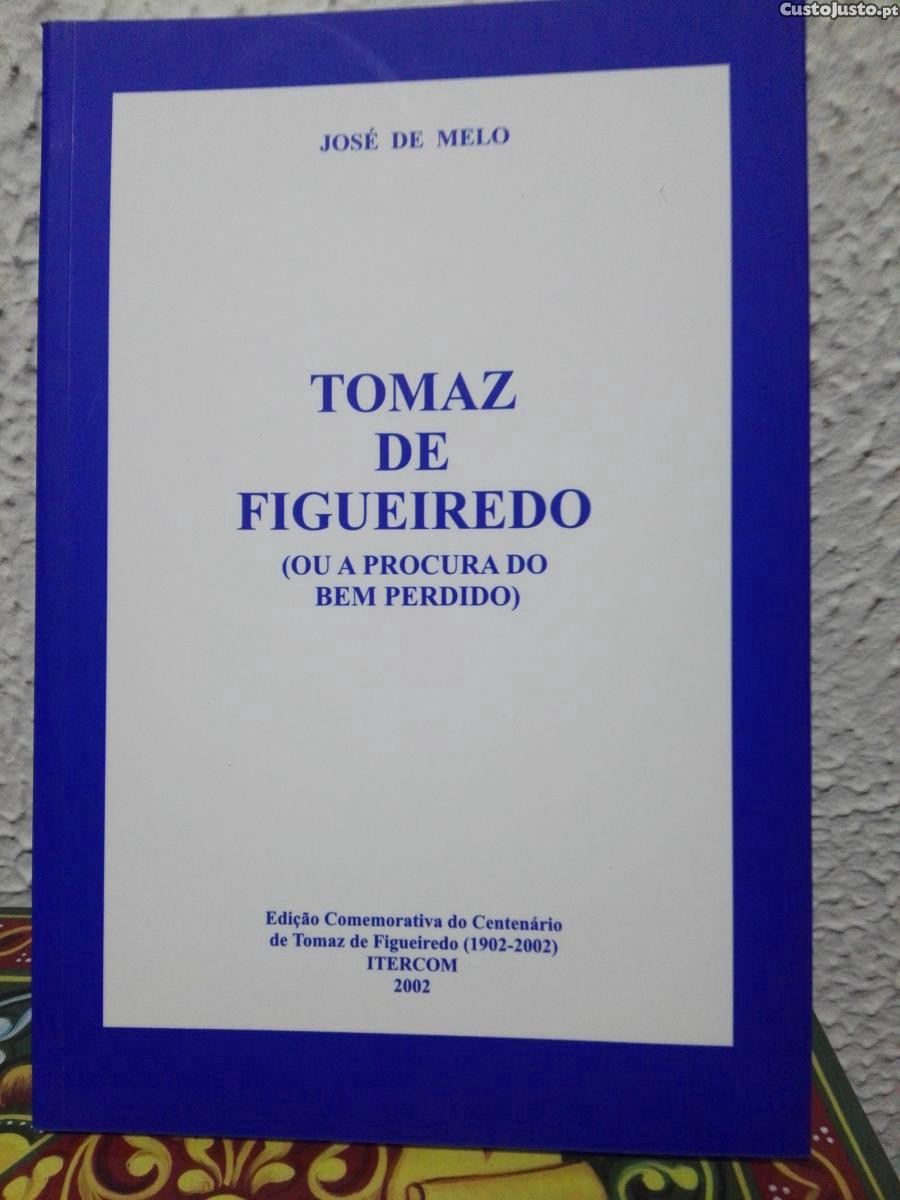 CustoJusto.pt
JOSÉ DE MELO
TOMAZ
DE
FIGUEIREDO
(OU A PROCURA DO
BEM PERDIDO)
Edição Comemorativa do Centenário
de Tomaz de Figueiredo (1902-2002)
ITERCOM
2002